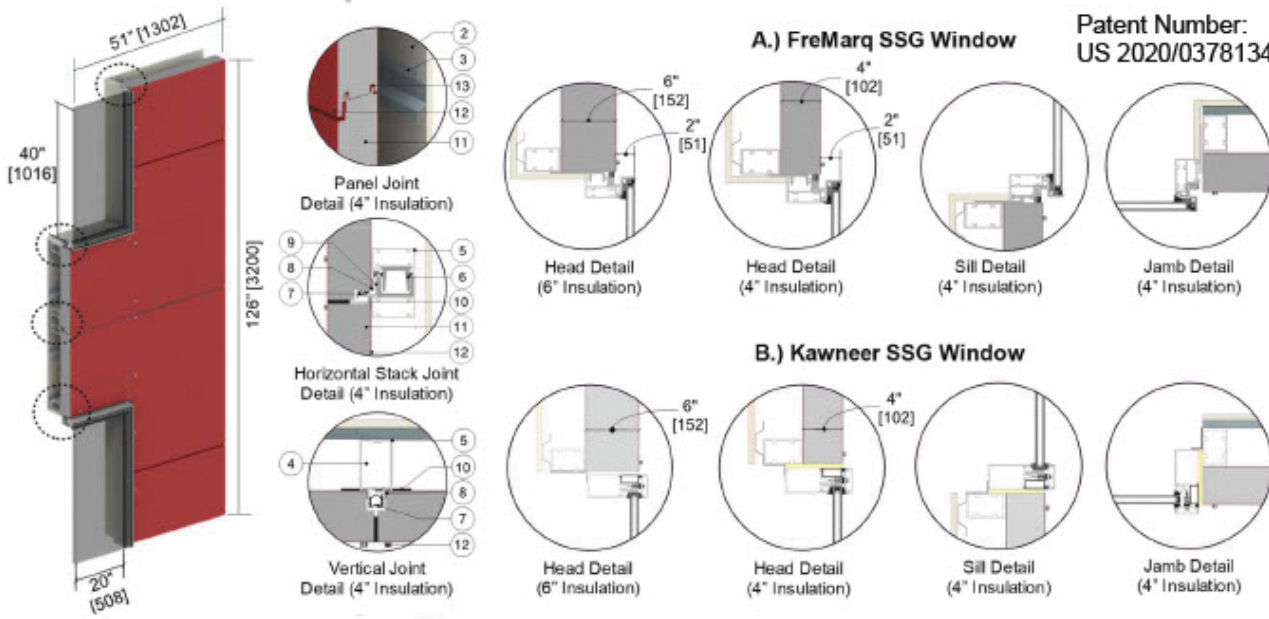 51" [1302]
40"
[1016]
126" [3200]
20"
[508]
2
3
13
12
11
Panel Joint
Detail (4" Insulation)
9
8
7
5
6
10
11
12
Horizontal Stack Joint
Detail (4" Insulation)
4
5
10
8
7
12
Vertical Joint
Detail (4" Insulation)
Patent Number:
US 2020/0378134
A.) FreMarq SSG Window
6"
[152]
2"
[51]
Head Detail
(6" Insulation)
4"
[102]
2"
[51]
Head Detail
(4" Insulation)
Sill Detail
(4" Insulation)
Jamb Detail
(4" Insulation)
B.) Kawneer SSG Window
6"
[152]
Head Detail
(6" Insulation)
4"
[102]
Head Detail
(4" Insulation)
Sill Detail
(4" Insulation)
Jamb Detail
(4" Insulation)